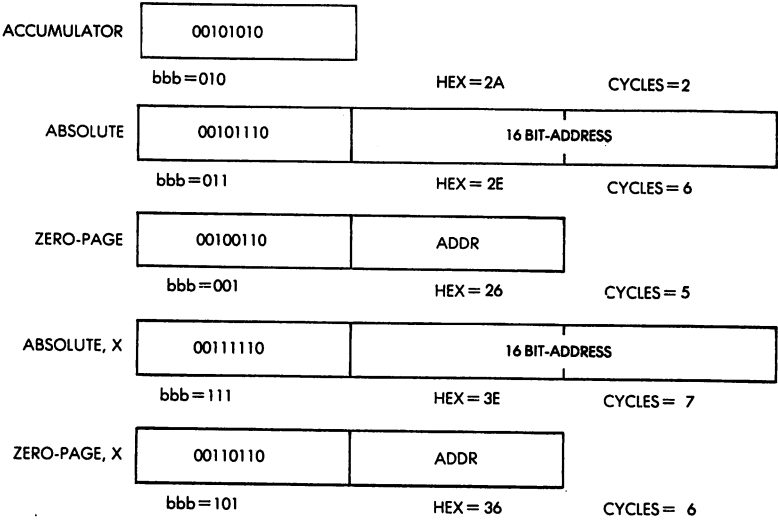 ACCUMULATOR 00101010
bbb=010 HEX=2A CYCLES=2
ABSOLUTE 00101110 16 BIT-ADDRESS
bbb=011 HEX=2E CYCLES=6
ZERO-PAGE 00100110 ADDR
bbb=001 HEX=26 CYCLES=5
ABSOLUTE, X 00111110 16 BIT-ADDRESS
bbb=111 HEX=3E CYCLES=7
ZERO-PAGE, X 00110110 ADDR
bbb=101 HEX=36 CYCLES=6